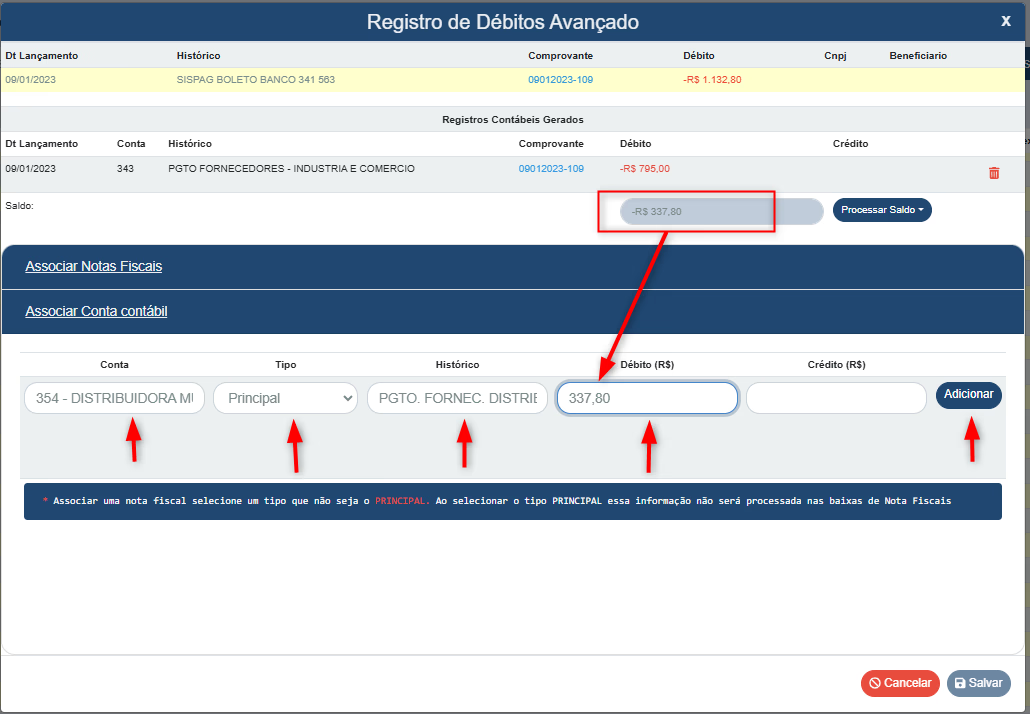 Registro de Débitos Avançado
x
Dt Lançamento Histórico Comprovante Débito Cnpj Beneficiario
09/01/2023 SISPAG BOLETO BANCO 341 563 09012023-109 -R$ 1.132,80
Registros Contábeis Gerados
Dt Lançamento Conta Histórico Comprovante Débito Crédito
09/01/2023 343 PGTO FORNECEDORES - INDUSTRIA E COMERCIO 09012023-109 -R$ 795,00
Saldo: -R$ 337,80 Processar Saldo
Associar Notas Fiscais
Associar Conta contábil
Conta Tipo Histórico Débito (R$) Crédito (R$)
354 - DISTRIBUIDORA Principal PGTO. FORNEC. DISTRIE 337,80 Adicionar
* Associar uma nota fiscal selecione um tipo que não seja o PRINCIPAL. Ao selecionar o tipo PRINCIPAL essa informação não será processada nas baixas de Nota Fiscais
Cancelar Salvar